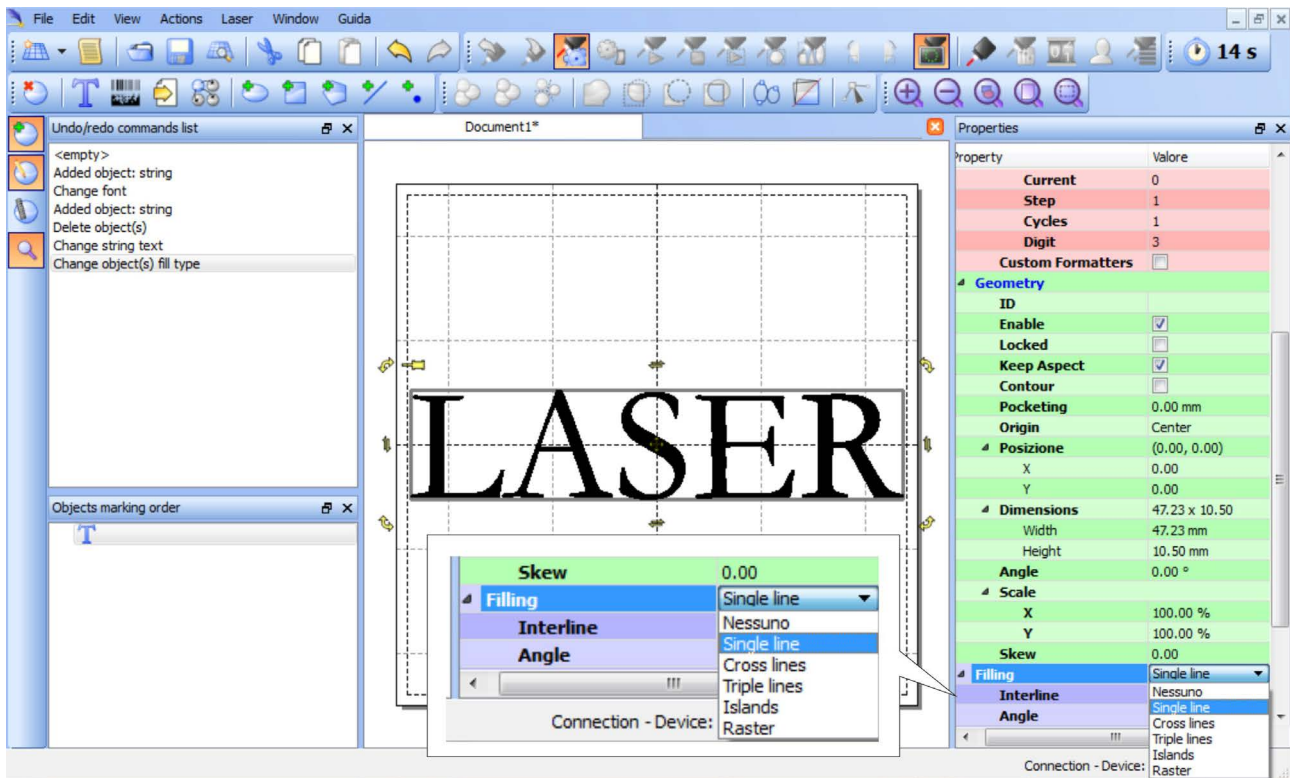 File Edit View Actions Laser Window Guida
14 s
Undo/redo commands list
<empty>
Added object: string
Change font
Added object: string
Delete object(s)
Change string text
Change object(s) fill type
Objects marking order
T
Document1*
LASER
Skew 0.00
Filling Single line
Interline Nessuno
Single line
Angle Cross lines
Triple lines
Islands
Connection - Device: Raster
Properties
Property Valore
Current 0
Step 1
Cycles 1
Digit 3
Custom Formatters
Geometry
ID
Enable
Locked
Keep Aspect
Contour
Pocketing 0.00 mm
Origin Center
Posizione (0.00, 0.00)
X 0.00
Y 0.00
Dimensions 47.23 x 10.50
Width 47.23 mm
Height 10.50 mm
Angle 0.00 °
Scale
X 100.00 %
Y 100.00 %
Skew 0.00
Filling Single line
Interline Nessuno
Single line
Angle Cross lines
Triple lines
Islands
Connection - Device: Raster